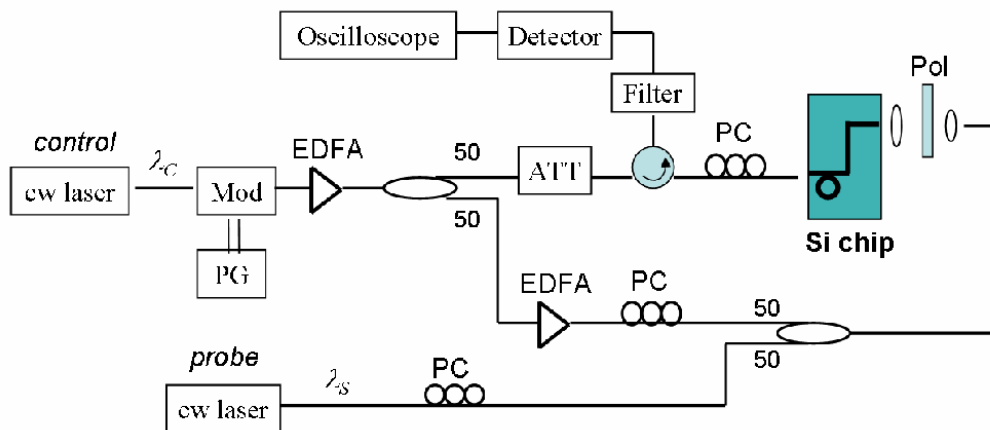 Oscilloscope
Detector
Filter
Pol
control
λC
EDFA
50
ATT
PC
cw laser
Mod
50
Si chip
PG
EDFA
PC
50
probe
λS
PC
50
cw laser